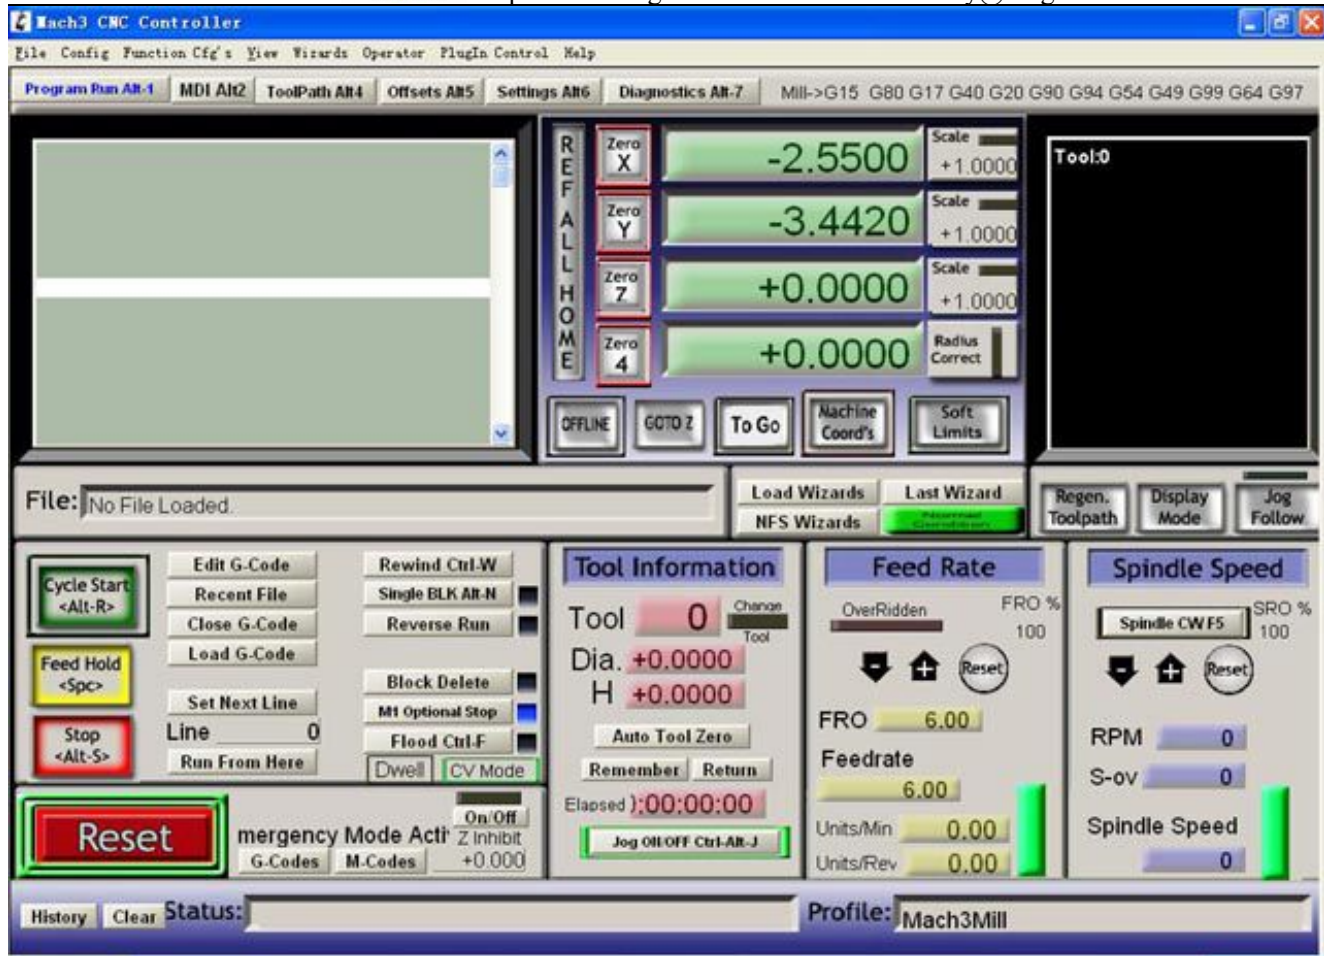 Mach3 CNC Controller
File Config Function Cfg's View Wizards Operator PlugIn Control Help
Program Run Alt-1 MDI Alt2 ToolPath Alt4 Offsets Alt5 Settings Alt6 Diagnostics Alt-7 Mill->G15 G80 G17 G40 G20 G90 G94 G54 G49 G99 G64 G97
REF ALL HOME
Zero X -2.5500 Scale +1.0000
Zero Y -3.4420 Scale +1.0000
Zero Z +0.0000 Scale +1.0000
Zero 4 +0.0000 Radius Correct
OFFLINE GOTO Z To Go Machine Coord's Soft Limits
Tool:0
File: No File Loaded.
Load Wizards Last Wizard
NFS Wizards Normal Condition
Regen. Toolpath Display Mode Jog Follow
Cycle Start <Alt-R>
Feed Hold <Spc>
Stop <Alt-S>
Edit G-Code
Recent File
Close G-Code
Load G-Code
Set Next Line
Line 0
Run From Here
Rewind Ctrl-W
Single BLK Alt-N
Reverse Run
Block Delete
M1 Optional Stop
Flood Ctrl-F
Dwell CV Mode
Reset
mergency Mode Acti
G-Codes M-Codes
On/Off
Z Inhibit
+0.000
Tool Information
Tool 0 Change Tool
Dia. +0.0000
H +0.0000
Auto Tool Zero
Remember Return
Elapsed ):00:00:00
Jog ON/OFF Ctrl-Alt-J
Feed Rate
OverRidden FRO %
100
Reset
FRO 6.00
Feedrate
6.00
Units/Min 0.00
Units/Rev 0.00
Spindle Speed
Spindle CW F5 SRO %
100
Reset
RPM 0
S-ov 0
Spindle Speed
0
History Clear Status:
Profile: Mach3Mill